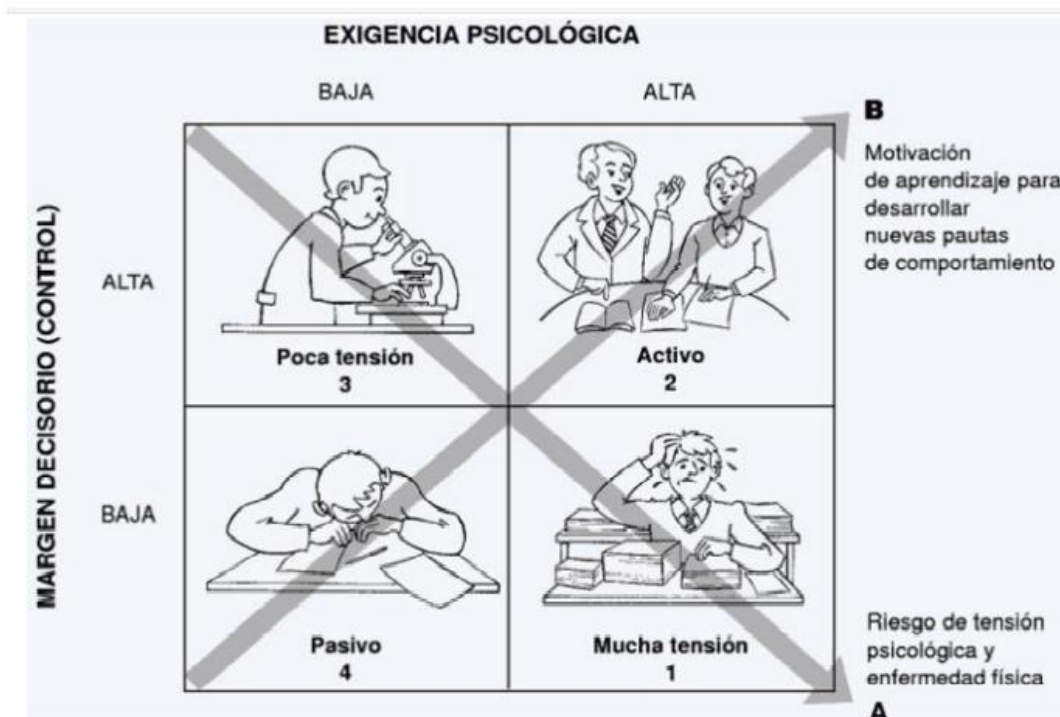 EXIGENCIA PSICOLÓGICA
BAJA
ALTA
B
Motivación
de aprendizaje para
desarrollar
nuevas pautas
de comportamiento
MARGEN DECISORIO (CONTROL)
ALTA
Poca tensión
3
Activo
2
BAJA
Pasivo
4
Mucha tensión
1
Riesgo de tensión
psicológica y
enfermedad física
A